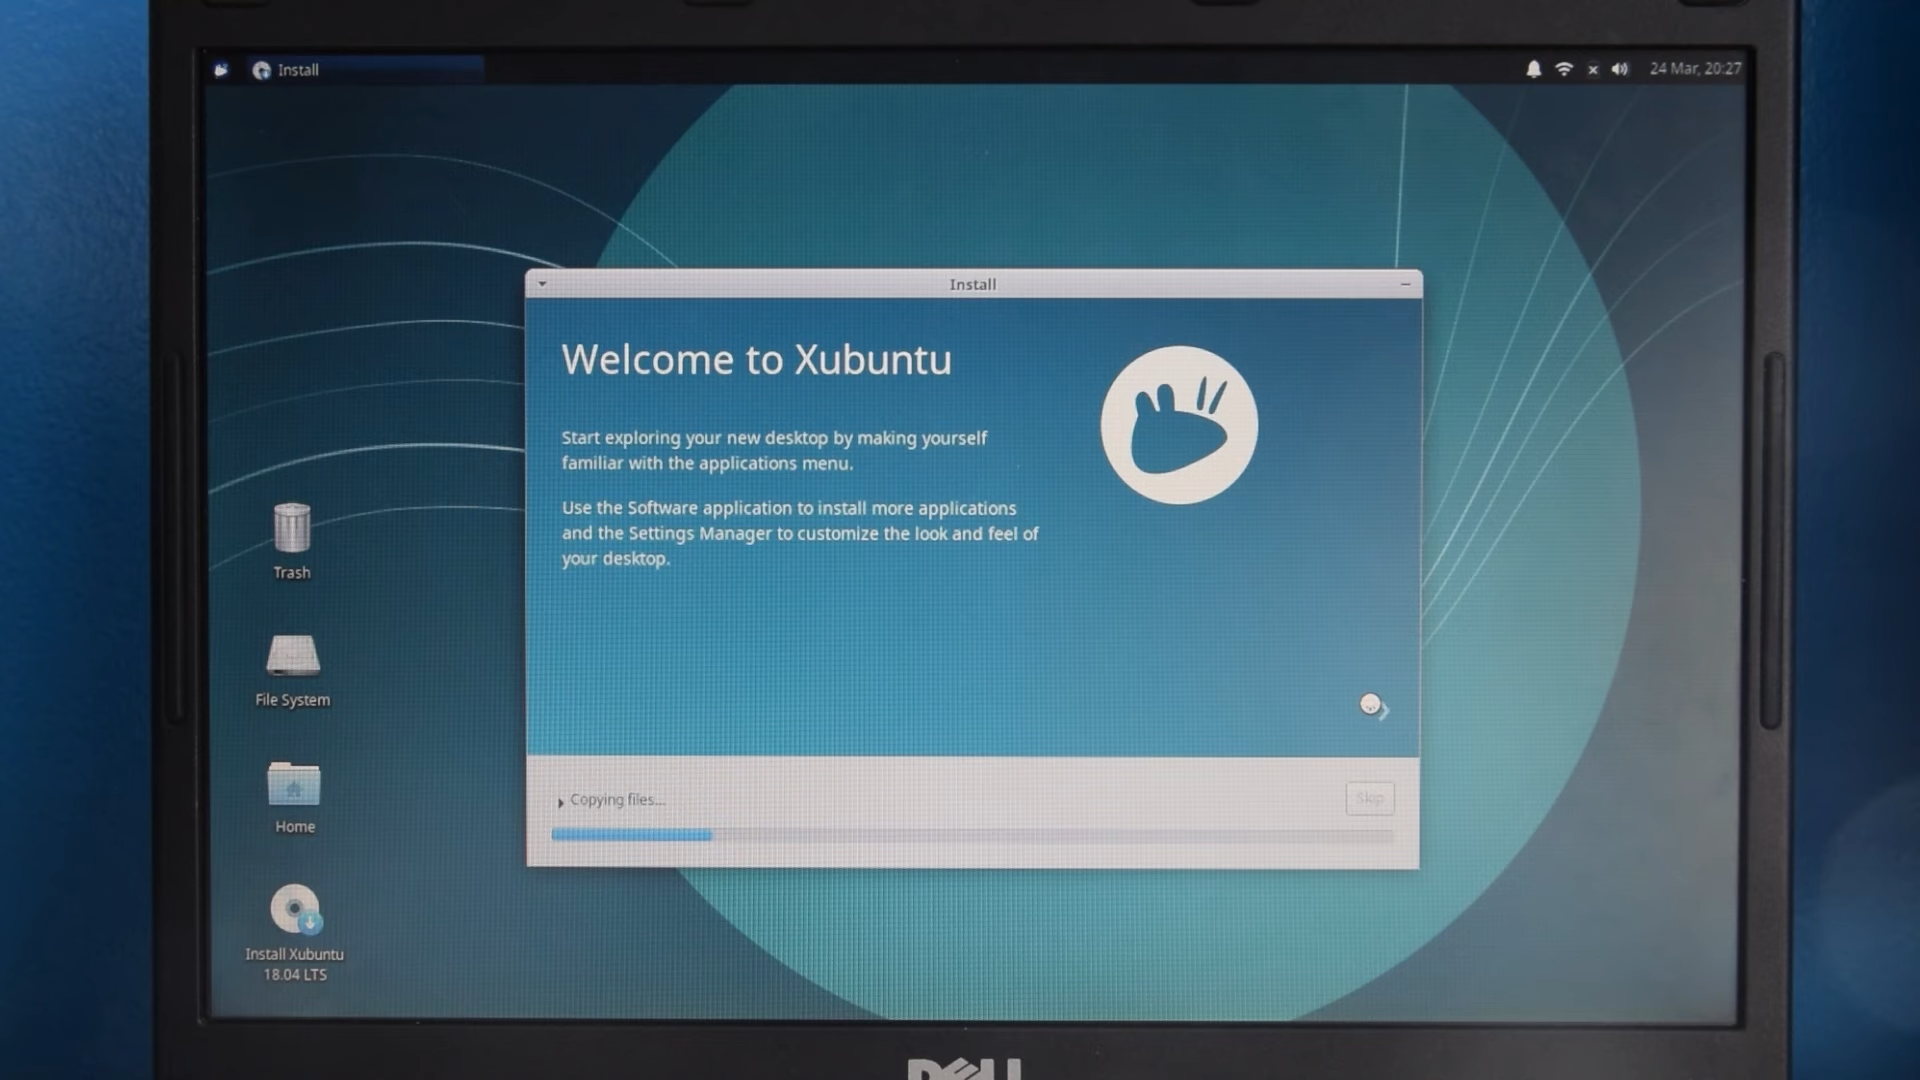 Install
24 Mar, 20:27
Install
Welcome to Xubuntu
Start exploring your new desktop by making yourself
familiar with the applications menu.
Use the Software application to install more applications
and the Settings Manager to customize the look and feel of
your desktop.
Trash
File System
Home
Install Xubuntu
18.04 LTS
Copying files...
Skip
DELL